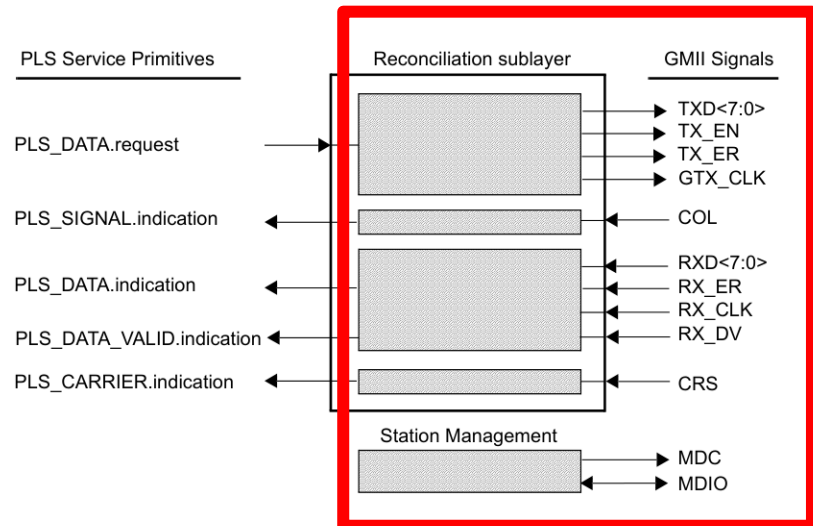 PLS Service Primitives
Reconciliation sublayer
GMII Signals
PLS_DATA.request
TXD<7:0>
TX_EN
TX_ER
GTX_CLK
PLS_SIGNAL.indication
COL
PLS_DATA.indication
RXD<7:0>
RX_ER
RX_CLK
PLS_DATA_VALID.indication
RX_DV
PLS_CARRIER.indication
CRS
Station Management
MDC
MDIO